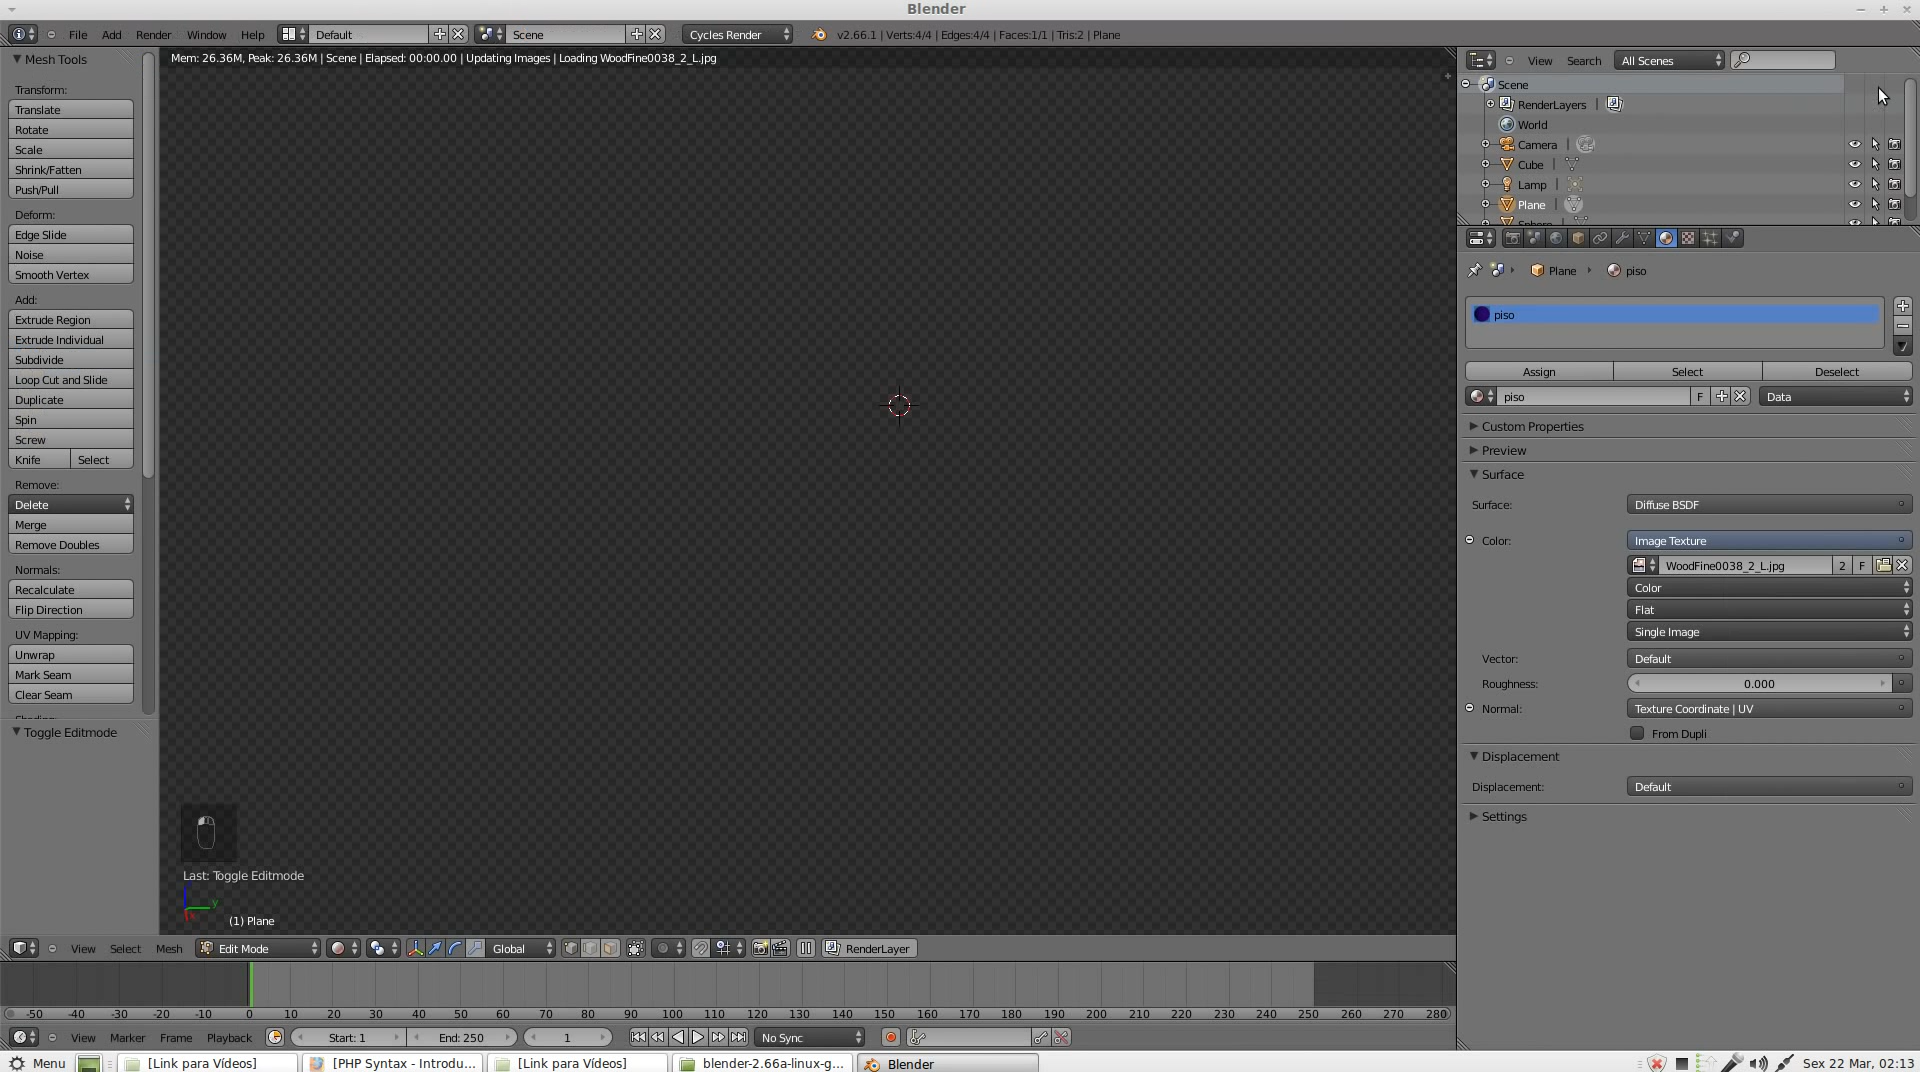 Blender
File Add Render Window Help Default Scene Cycles Render v2.66.1 | Verts:4/4 | Edges:4/4 | Faces:1/1 | Tris:2 | Plane
Mesh Tools
Transform:
Translate
Rotate
Scale
Shrink/Fatten
Push/Pull
Deform:
Edge Slide
Noise
Smooth Vertex
Add:
Extrude Region
Extrude Individual
Subdivide
Loop Cut and Slide
Duplicate
Spin
Screw
Knife Select
Remove:
Delete
Merge
Remove Doubles
Normals:
Recalculate
Flip Direction
UV Mapping:
Unwrap
Mark Seam
Clear Seam
Toggle Editmode
Mem: 26.36M, Peak: 26.36M | Scene | Elapsed: 00:00.00 | Updating Images | Loading WoodFine0038_2_L.jpg
Last: Toggle Editmode
y
x
(1) Plane
View Select Mesh Edit Mode Global RenderLayer
-50 -40 -30 -20 -10 0 10 20 30 40 50 60 70 80 90 100 110 120 130 140 150 160 170 180 190 200 210 220 230 240 250 260 270 280
View Marker Frame Playback Start: 1 End: 250 1 No Sync
View Search All Scenes
Scene
RenderLayers |
World
Camera |
Cube |
Lamp |
Plane |
Sphere
Plane piso
piso
Assign Select Deselect
piso F Data
Custom Properties
Preview
Surface
Surface: Diffuse BSDF
Color: Image Texture
WoodFine0038_2_L.jpg 2 F
Color
Flat
Single Image
Vector: Default
Roughness: 0.000
Normal: Texture Coordinate | UV
From Dupli
Displacement
Displacement: Default
Settings
Menu [Link para Vídeos] [PHP Syntax - Introdu... [Link para Vídeos] blender-2.66a-linux-g... Blender Sex 22 Mar, 02:13